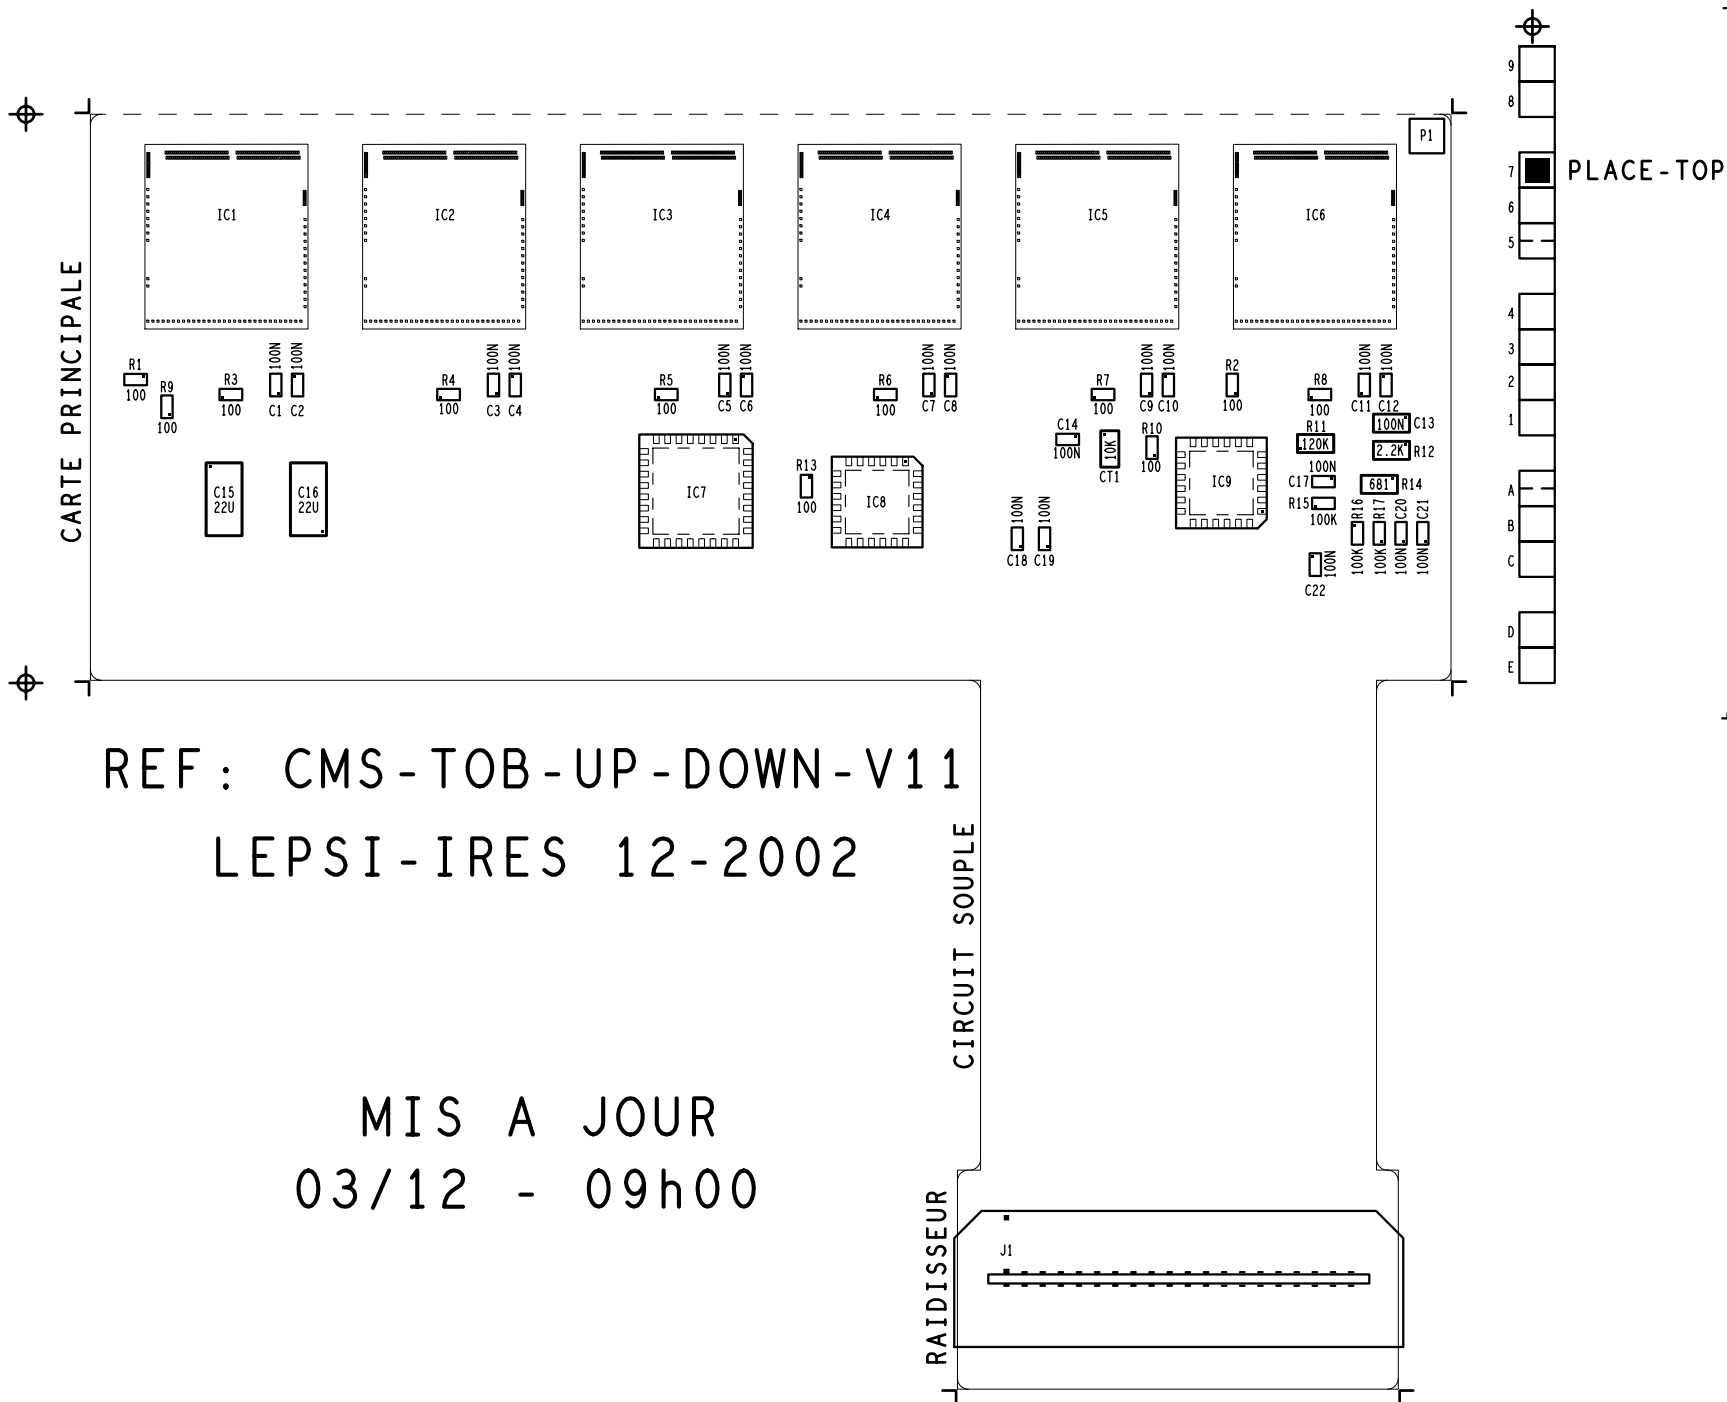 9
8
P1
7 PLACE-TOP
6
5
4
3
2
1
A
B
C
D
E
CARTE PRINCIPALE
IC1
IC2
IC3
IC4
IC5
IC6
R1
100
R9
100
R3
100
100N
C1
100N
C2
R4
100
100N
C3
100N
C4
R5
100
100N
C5
100N
C6
R6
100
100N
C7
100N
C8
R7
100
100N
C9
100N
C10
R2
100
R8
100
100N
C11
100N
C12
100N C13
C14
100N
10K
CT1
R10
100
R11
120K
2.2K R12
C15
22U
C16
22U
IC7
R13
100
IC8
IC9
100N
C17
681 R14
R15
100K
100N
C18
100N
C19
R16
100K
R17
100K
C20
100N
C21
100N
100N
C22
REF: CMS-TOB-UP-DOWN-V11
LEPSI-IRES 12-2002
CIRCUIT SOUPLE
MIS A JOUR
03/12 - 09h00
RAIDISSEUR
J1